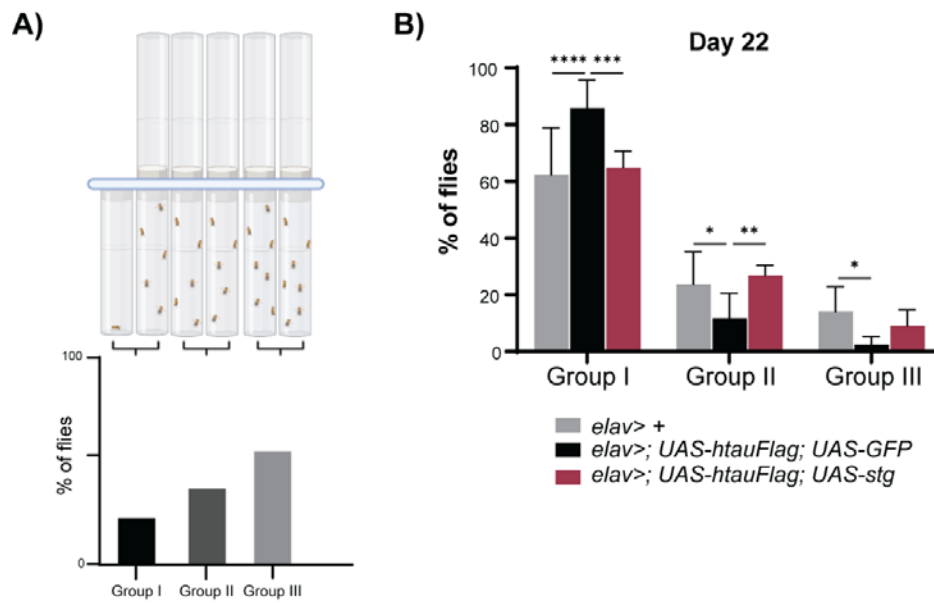 A)
100
% of flies
0
Group I
Group II
Group III
B)
Day 22
**** ***
* **
*
100
80
60
40
20
0
% of flies
Group I
Group II
Group III
elav> +
elav>; UAS-htauFlag; UAS-GFP
elav>; UAS-htauFlag; UAS-stg